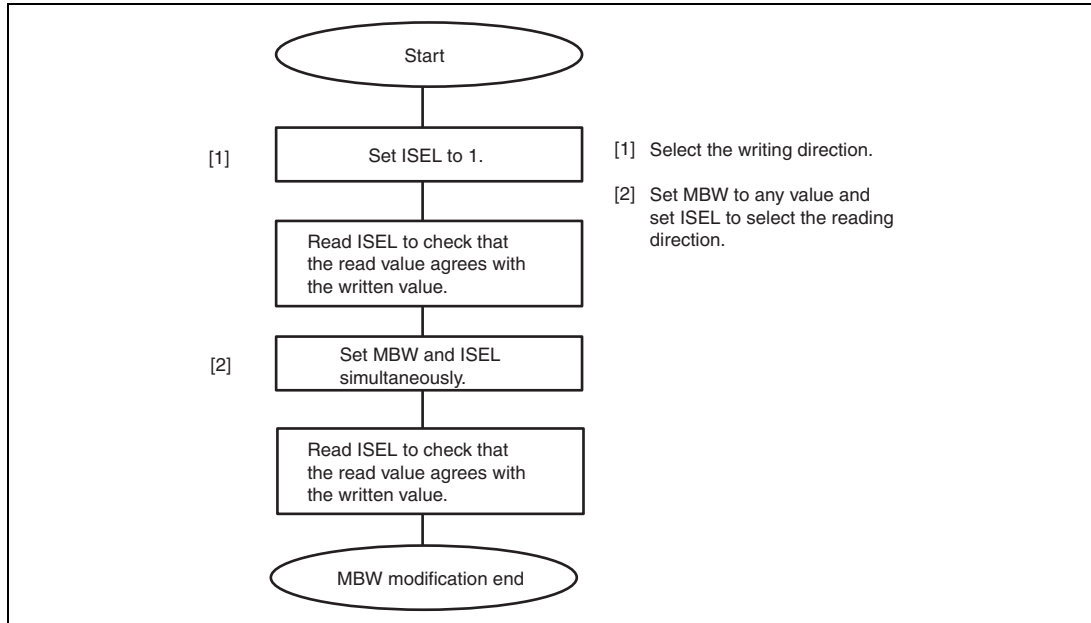 Start
[1]
Set ISEL to 1.
[1] Select the writing direction.
[2] Set MBW to any value and
set ISEL to select the reading
direction.
Read ISEL to check that
the read value agrees with
the written value.
[2]
Set MBW and ISEL
simultaneously.
Read ISEL to check that
the read value agrees with
the written value.
MBW modification end